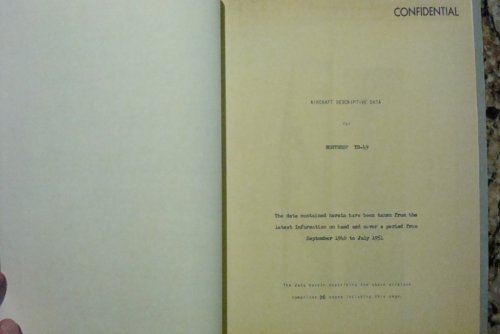 CONFIDENTIAL
AIRCRAFT DESCRIPTIVE DATA
for
NORTHROP YB-49
The data contained herein have been taken from the
latest information on hand and cover a period from
September 1948 to July 1951
The data herein describing the above airplane
comprises 26 pages including this page.